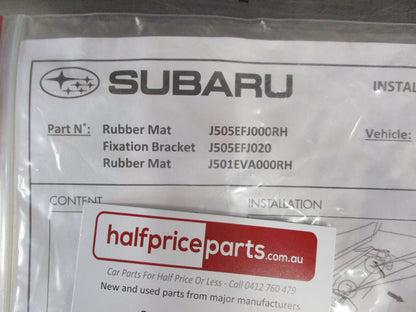 SUBARU
INSTAL
Part N°: Rubber Mat J505EFJ000RH Vehicle:
Fixation Bracket J505EFJ020
Rubber Mat J501EVA000RH
CONTENT INSTALLATION
halfpriceparts.com.au
Car Parts For Half Price Or Less - Call 0412 760 479
New and used parts from major manufacturers